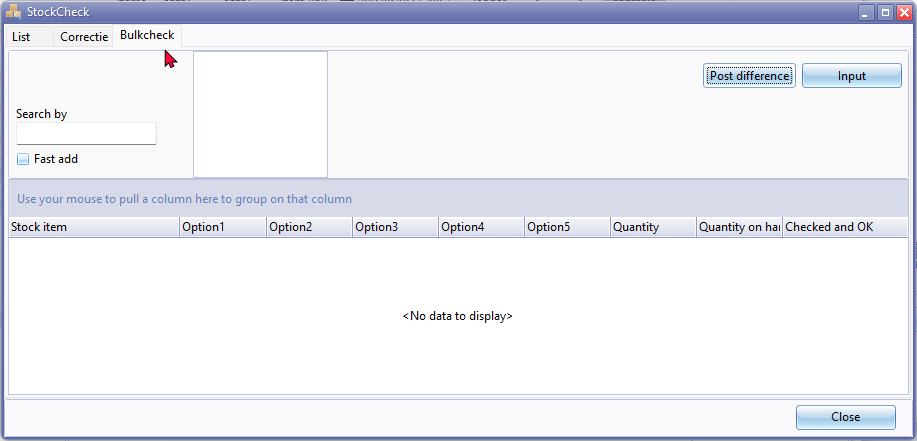 StockCheck
List Correctie Bulkcheck
Post difference Input
Search by
Fast add
Use your mouse to pull a column here to group on that column
Stock item Option1 Option2 Option3 Option4 Option5 Quantity Quantity on han Checked and OK
<No data to display>
Close